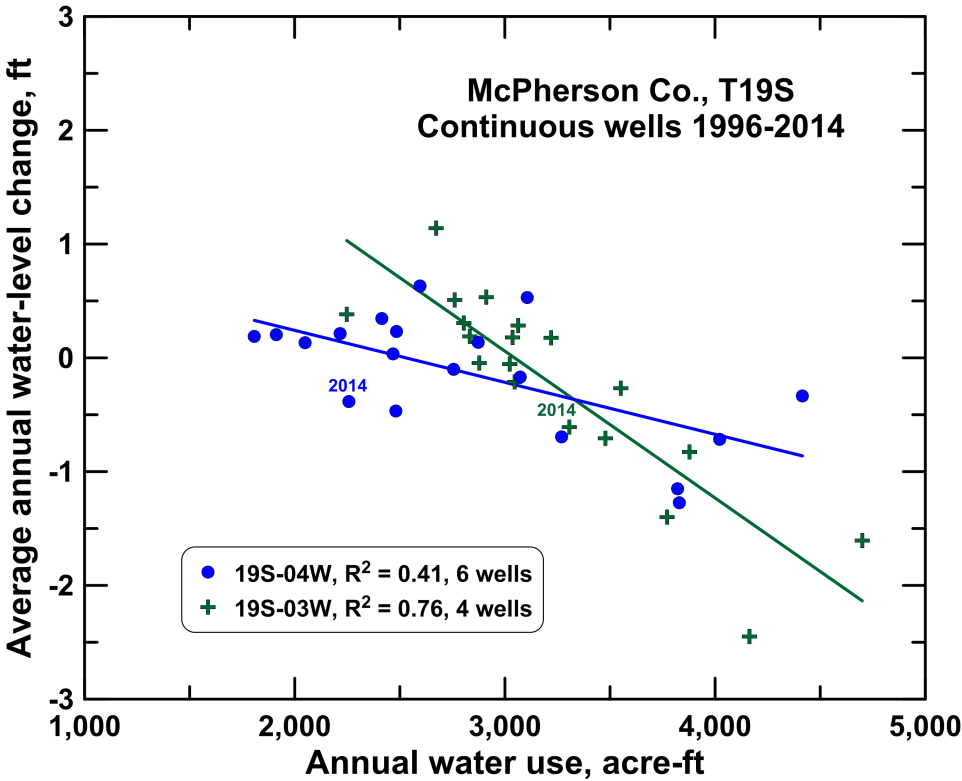 McPherson Co., T19S
Continuous wells 1996-2014
Average annual water-level change, ft
3
2
1
0
-1
-2
-3
2014
2014
19S-04W, R² = 0.41, 6 wells
19S-03W, R² = 0.76, 4 wells
1,000 2,000 3,000 4,000 5,000
Annual water use, acre-ft